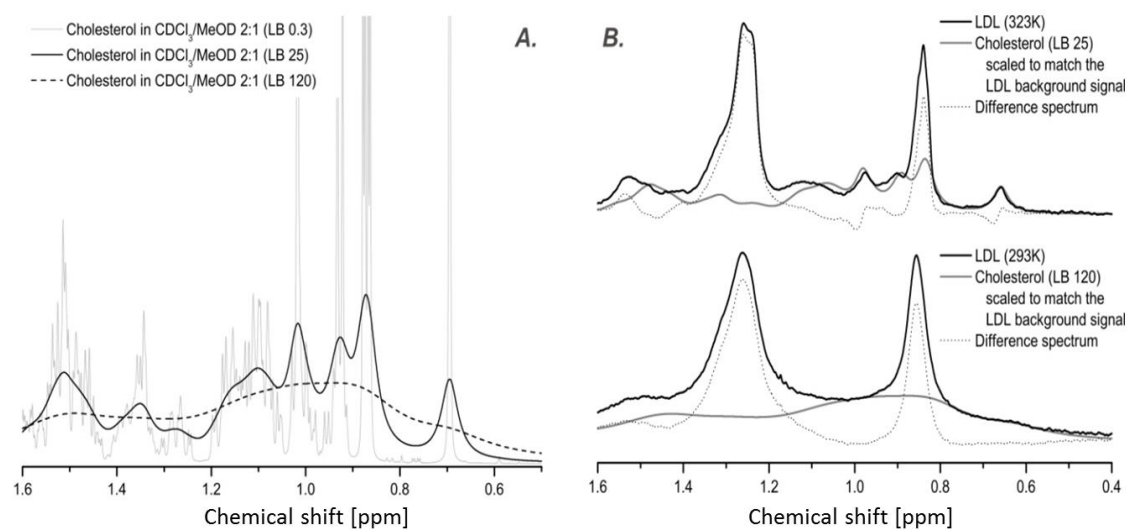 Cholesterol in CDCl₃/MeOD 2:1 (LB 0.3)
Cholesterol in CDCl₃/MeOD 2:1 (LB 25)
Cholesterol in CDCl₃/MeOD 2:1 (LB 120)
A.
1.6 1.4 1.2 1.0 0.8 0.6
Chemical shift [ppm]
B.
LDL (323K)
Cholesterol (LB 25)
scaled to match the
LDL background signal
Difference spectrum
LDL (293K)
Cholesterol (LB 120)
scaled to match the
LDL background signal
Difference spectrum
1.6 1.4 1.2 1.0 0.8 0.6 0.4
Chemical shift [ppm]